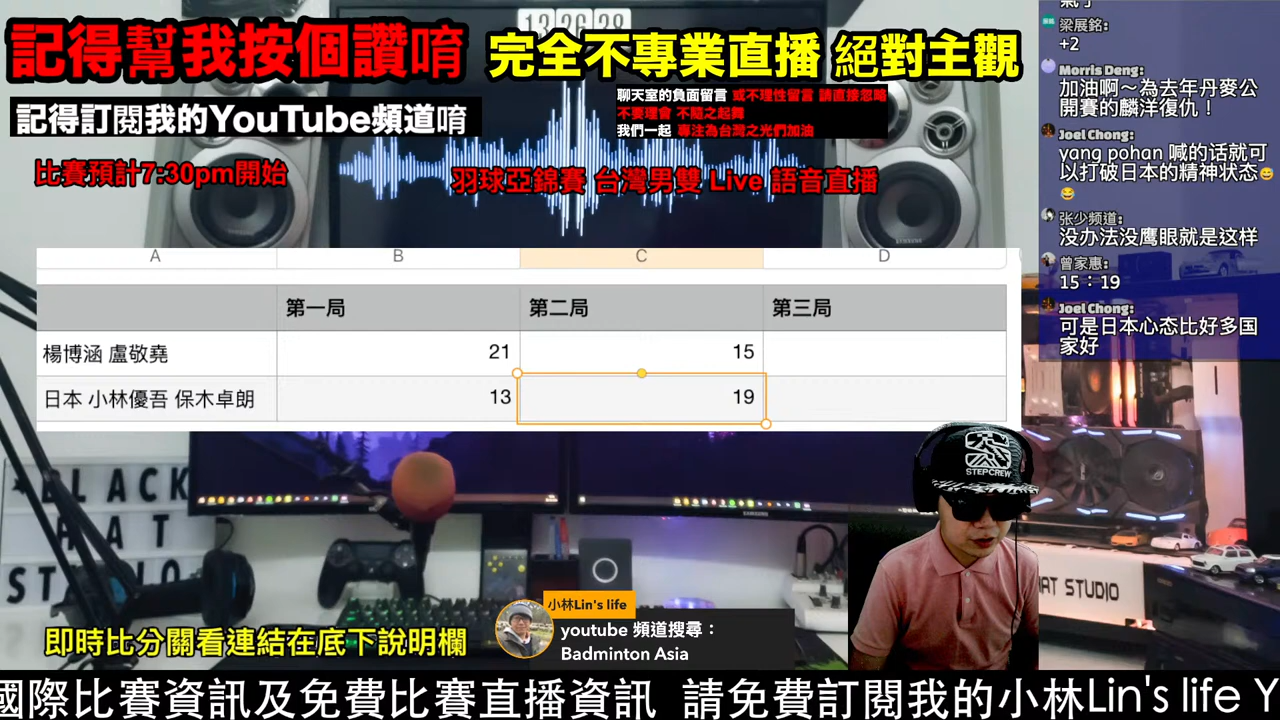 13 26 28
記得幫我按個讚唷
完全不專業直播 絕對主觀
記得訂閱我的YouTube頻道唷
聊天室的負面留言 或不理性留言 請直接忽略
不要理會 不隨之起舞
我們一起 專注為台灣之光們加油
比賽預計7:30pm開始
羽球亞錦賽 台灣男雙 Live 語音直播
A B C D
第一局 第二局 第三局
楊博涵 盧敬堯 21 15
日本 小林優吾 保木卓朗 13 19
梁展銘:
+2
Morris Deng:
加油啊～為去年丹麥公
開賽的麟洋復仇！
Joel Chong:
yang pohan 喊的话就可
以打破日本的精神状态😅
😅
张少频道:
没办法没鹰眼就是这样
曾家惠:
15：19
Joel Chong:
可是日本心态比好多国
家好
BLACK
HAT
STUDIO
SAMSUNG
STEPCREW
HAT STUDIO
小林Lin's life
youtube 頻道搜尋：
Badminton Asia
即時比分關看連結在底下說明欄
國際比賽資訊及免費比賽直播資訊 請免費訂閱我的小林Lin's life Y